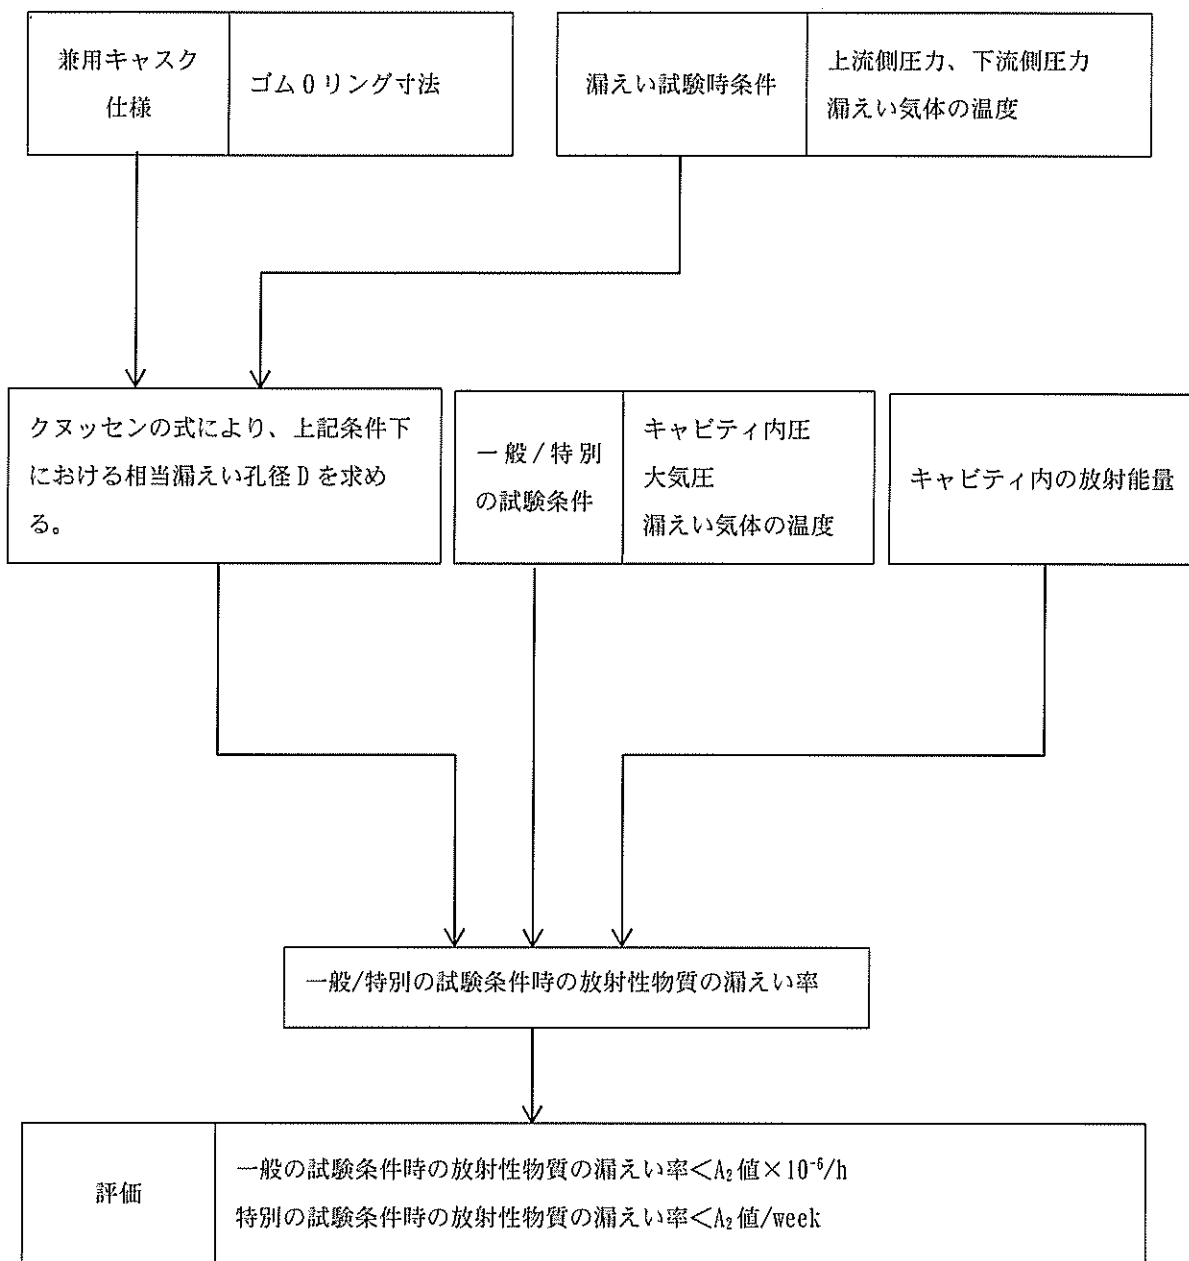 兼用キャスク
仕様
ゴム0リング寸法
漏えい試験時条件
上流側圧力、下流側圧力
漏えい気体の温度
クヌッセンの式により、上記条件下
における相当漏えい孔径Dを求め
る。
一般/特別
の試験条件
キャビティ内圧
大気圧
漏えい気体の温度
キャビティ内の放射能量
一般/特別の試験条件時の放射性物質の漏えい率
評価
一般の試験条件時の放射性物質の漏えい率<A₂値×10⁻⁶/h
特別の試験条件時の放射性物質の漏えい率<A₂値/week